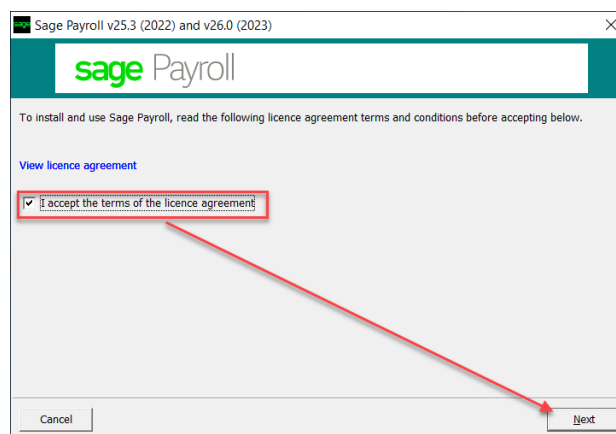 Sage Payroll v25.3 (2022) and v26.0 (2023)
sage Payroll
To install and use Sage Payroll, read the following licence agreement terms and conditions before accepting below.
View licence agreement
I accept the terms of the licence agreement
Cancel
Next